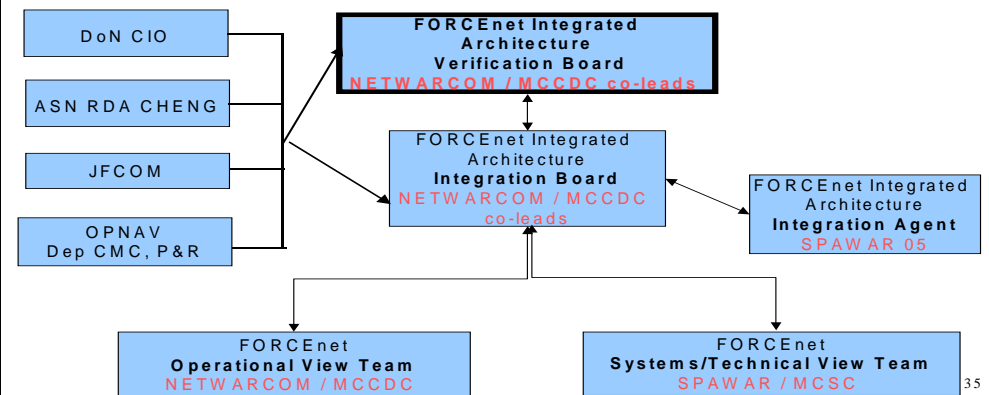 DoN CIO
ASN RDA CHENG
JFCOM
OPNAV
Dep CMC, P&R
FORCEnet Integrated
Architecture
Verification Board
NETWARCOM / MCCDC co-leads
FORCEnet Integrated
Architecture
Integration Board
NETWARCOM / MCCDC
co-leads
FORCEnet Integrated
Architecture
Integration Agent
SPAWAR 05
FORCEnet
Operational View Team
NETWARCOM / MCCDC
FORCEnet
Systems/Technical View Team
SPAWAR / MCSC
35